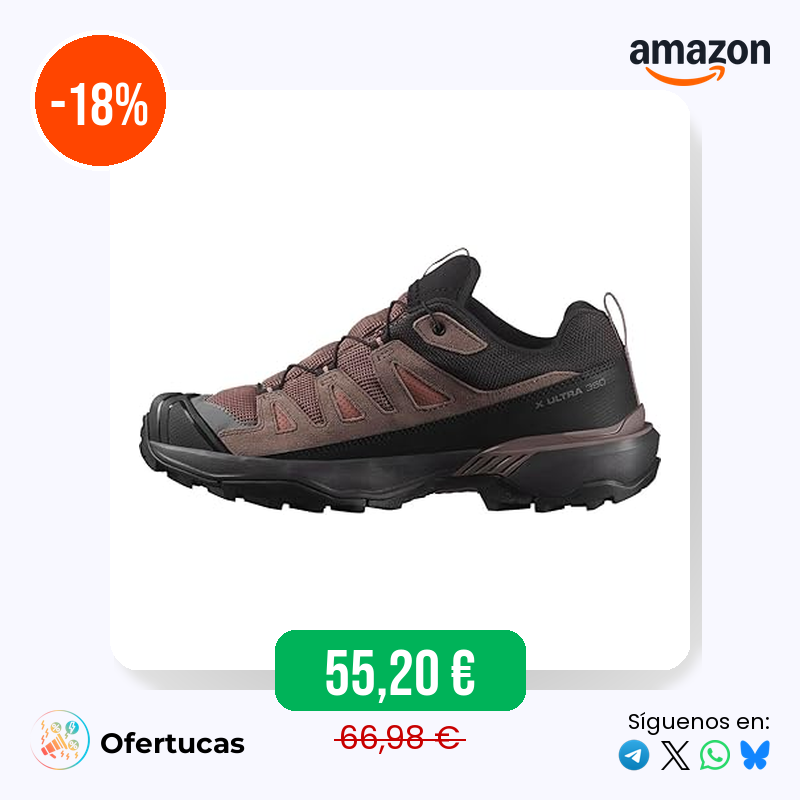 -18%
amazon
X ULTRA 360
55,20 €
66,98 €
Ofertucas
Síguenos en: